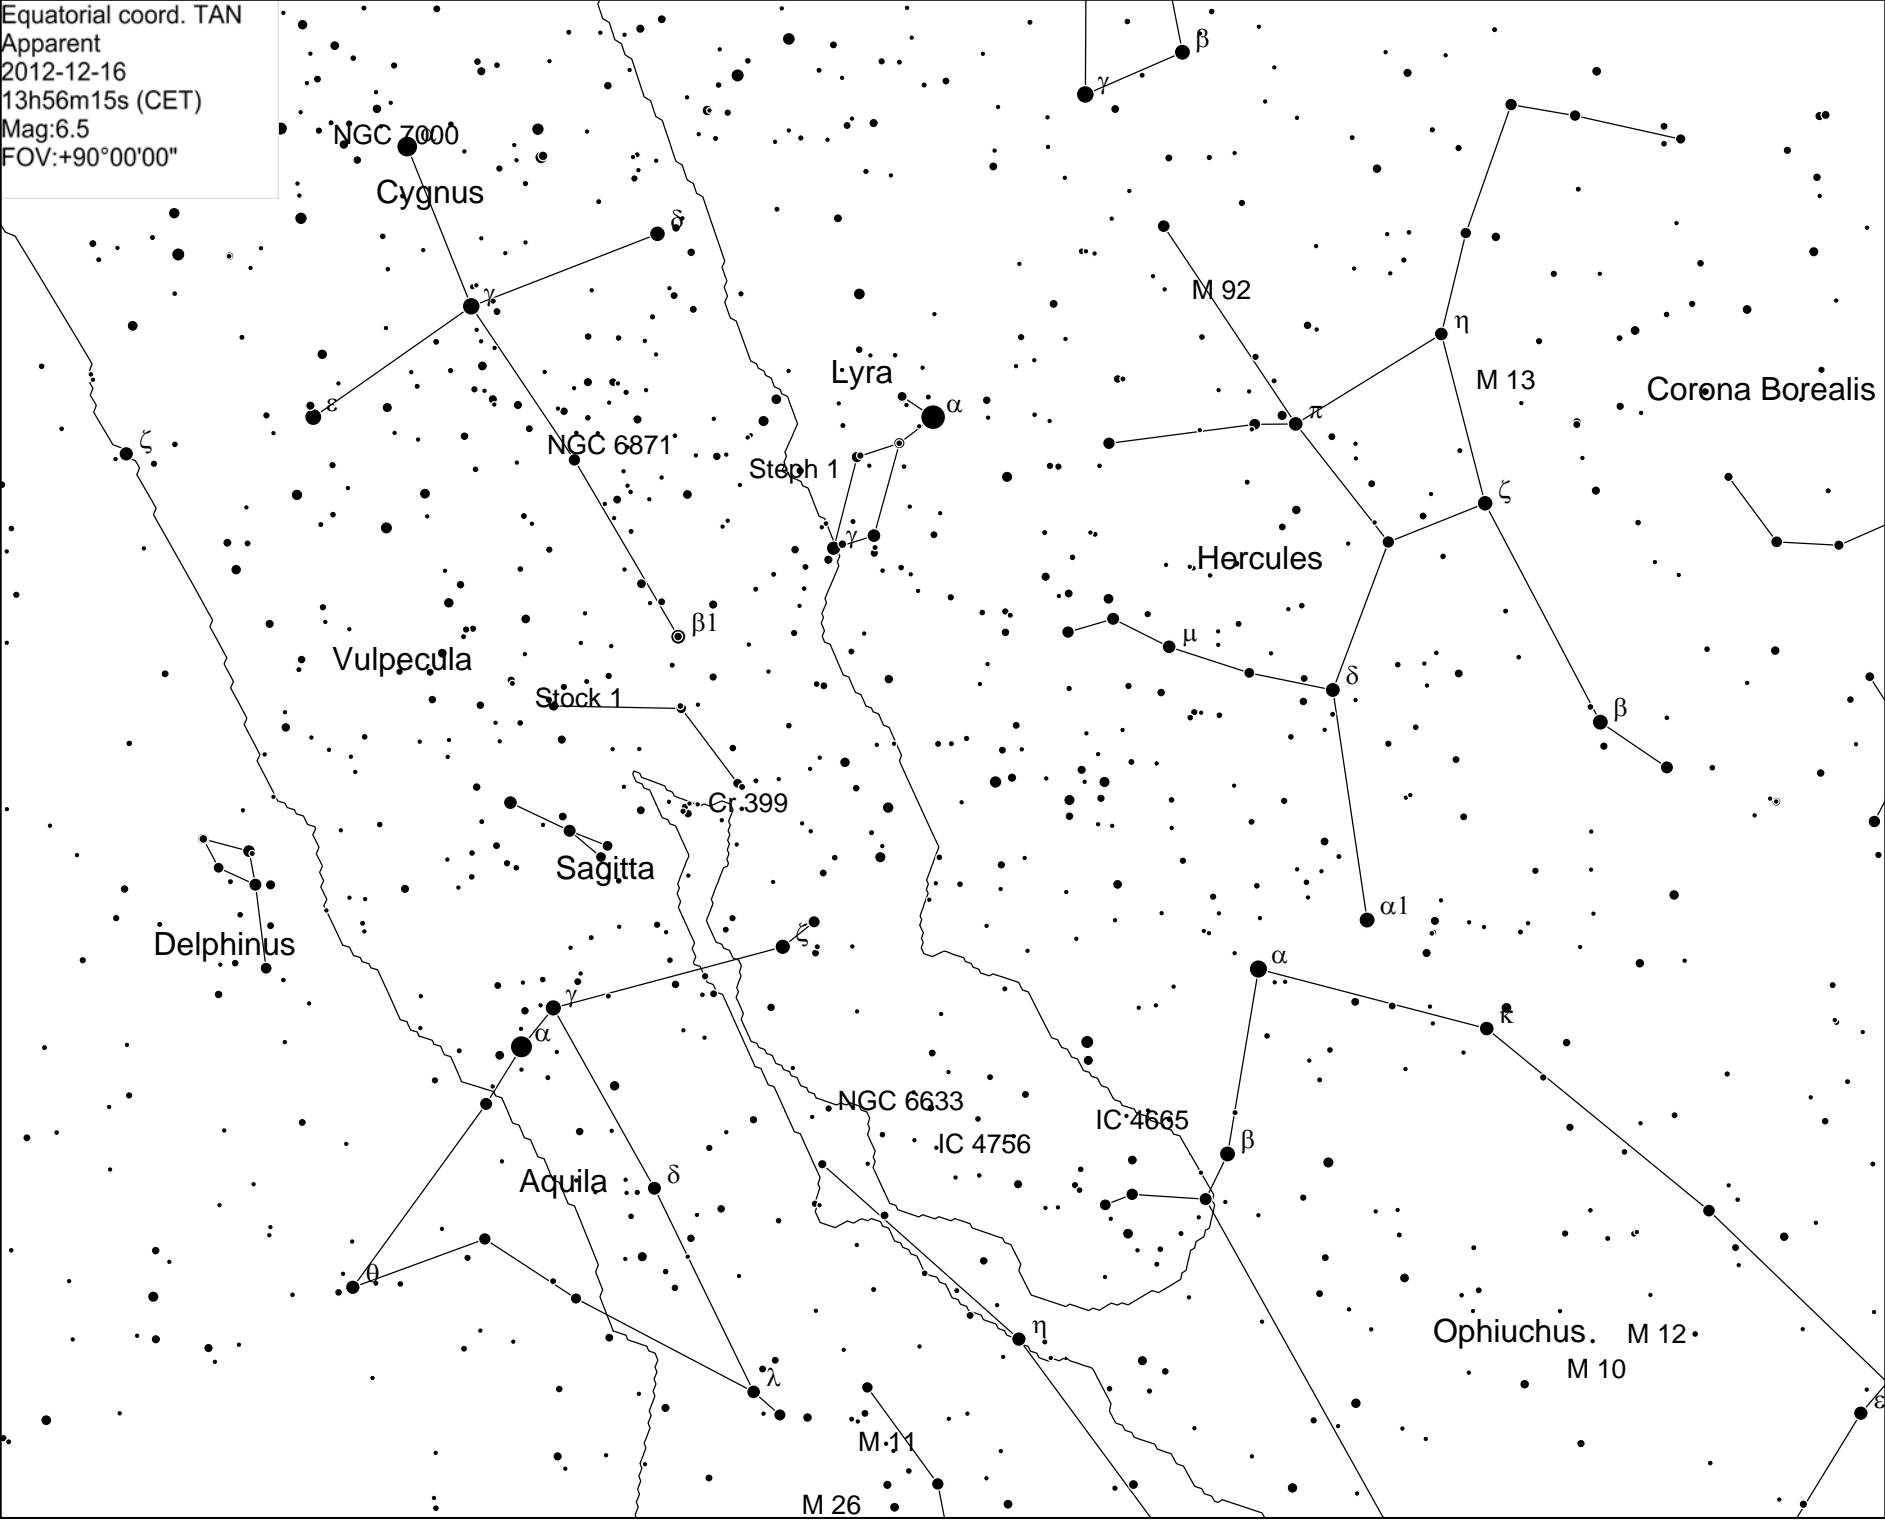 Equatorial coord. TAN
Apparent
2012-12-16
13h56m15s (CET)
Mag:6.5
FOV:+90°00'00"
β
γ
NGC 7000
α
Cygnus
δ
M 92
γ
η
Lyra
M 13
Corona Borealis
ε
α
π
ζ
NGC 6871
Steph 1
ζ
γ
Hercules
β1
μ
Vulpecula
δ
Stock 1
β
Cr 399
Sagitta
α1
Delphinus
ζ
α
γ
κ
α
NGC 6633
IC 4665
IC 4756
β
Aquila
δ
θ
η
Ophiuchus
M 12
M 10
λ
ε
M 11
M 26